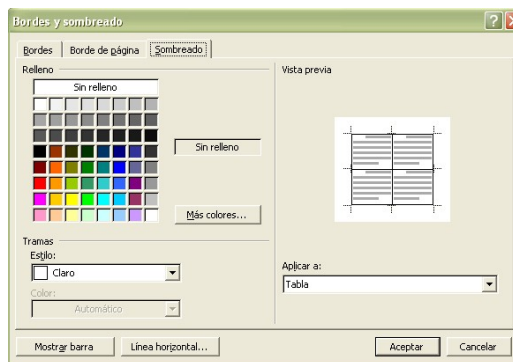 Bordes y sombreado
Bordes
Borde de página
Sombreado
Relleno
Sin relleno
Sin relleno
Más colores...
Tramas
Estilo:
Claro
Color:
Automático
Vista previa
Aplicar a:
Tabla
Mostrar barra
Línea horizontal...
Aceptar
Cancelar